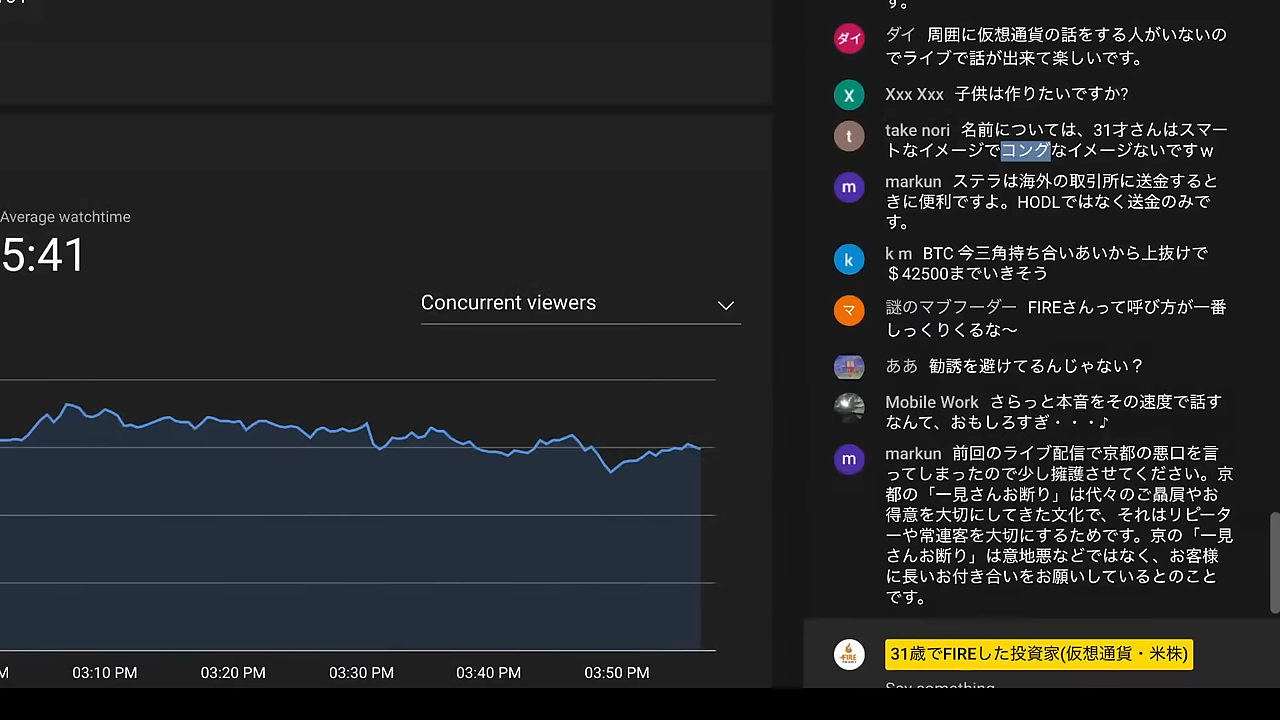 Average watchtime
5:41
Concurrent viewers
03:10 PM
03:20 PM
03:30 PM
03:40 PM
03:50 PM
す。
ダイ
ダイ 周囲に仮想通貨の話をする人がいないの
でライブで話が出来て楽しいです。
X
Xxx Xxx 子供は作りたいですか?
t
take nori 名前については、31才さんはスマー
トなイメージでコングなイメージないですw
m
markun ステラは海外の取引所に送金すると
きに便利ですよ。HODLではなく送金のみで
す。
k
k m BTC 今三角持ち合いあいから上抜けで
＄42500までいきそう
マ
謎のマブフーダー FIREさんって呼び方が一番
しっくりくるな〜
ああ 勧誘を避けてるんじゃない？
Mobile Work さらっと本音をその速度で話す
なんて、おもしろすぎ・・・♪
m
markun 前回のライブ配信で京都の悪口を言
ってしまったので少し擁護させてください。京
都の「一見さんお断り」は代々のご贔屓やお
得意を大切にしてきた文化で、それはリピータ
ーや常連客を大切にするためです。京の「一見
さんお断り」は意地悪などではなく、お客様
に長いお付き合いをお願いしているとのこと
です。
FIRE
31歳でFIREした投資家(仮想通貨・米株)
Say something